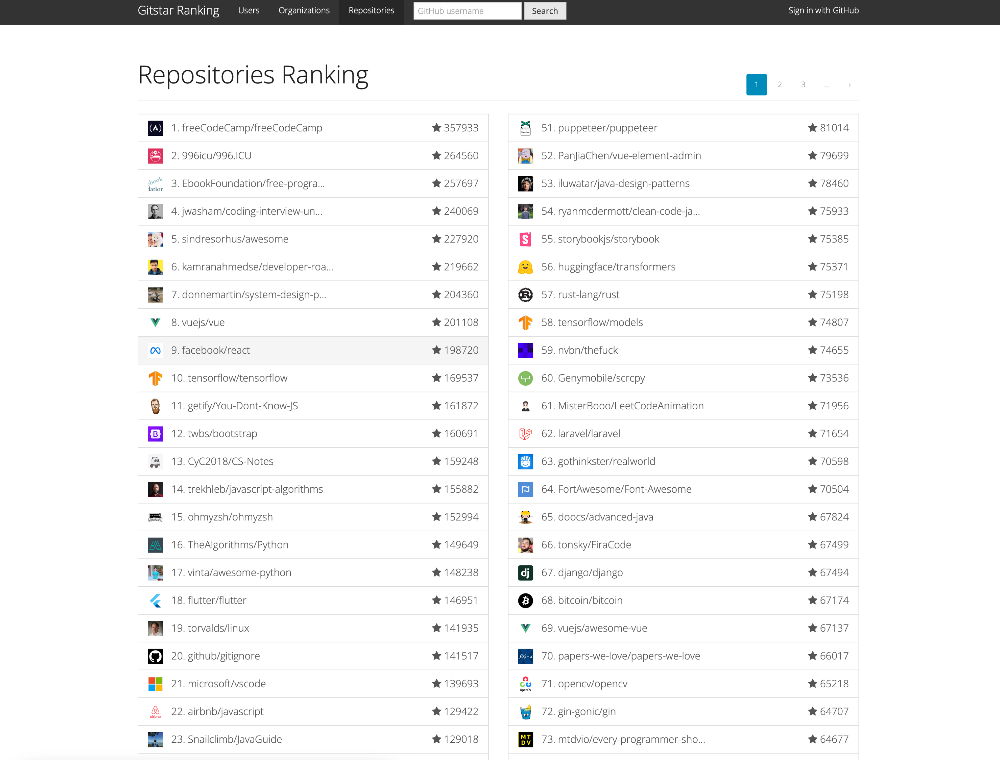 Gitstar Ranking Users Organizations Repositories GitHub username Search Sign in with GitHub
Repositories Ranking
1 2 3 ... ›
1. freeCodeCamp/freeCodeCamp ★ 357933
2. 996icu/996.ICU ★ 264560
3. EbookFoundation/free-progra... ★ 257697
4. jwasham/coding-interview-un... ★ 240069
5. sindresorhus/awesome ★ 227920
6. kamranahmedse/developer-roa... ★ 219662
7. donnemartin/system-design-p... ★ 204360
8. vuejs/vue ★ 201108
9. facebook/react ★ 198720
10. tensorflow/tensorflow ★ 169537
11. getify/You-Dont-Know-JS ★ 161872
12. twbs/bootstrap ★ 160691
13. CyC2018/CS-Notes ★ 159248
14. trekhleb/javascript-algorithms ★ 155882
15. ohmyzsh/ohmyzsh ★ 152994
16. TheAlgorithms/Python ★ 149649
17. vinta/awesome-python ★ 148238
18. flutter/flutter ★ 146951
19. torvalds/linux ★ 141935
20. github/gitignore ★ 141517
21. microsoft/vscode ★ 139693
22. airbnb/javascript ★ 129422
23. Snailclimb/JavaGuide ★ 129018
51. puppeteer/puppeteer ★ 81014
52. PanJiaChen/vue-element-admin ★ 79699
53. iluwatar/java-design-patterns ★ 78460
54. ryanmcdermott/clean-code-ja... ★ 75933
55. storybookjs/storybook ★ 75385
56. huggingface/transformers ★ 75371
57. rust-lang/rust ★ 75198
58. tensorflow/models ★ 74807
59. nvbn/thefuck ★ 74655
60. Genymobile/scrcpy ★ 73536
61. MisterBooo/LeetCodeAnimation ★ 71956
62. laravel/laravel ★ 71654
63. gothinkster/realworld ★ 70598
64. FortAwesome/Font-Awesome ★ 70504
65. doocs/advanced-java ★ 67824
66. tonsky/FiraCode ★ 67499
67. django/django ★ 67494
68. bitcoin/bitcoin ★ 67174
69. vuejs/awesome-vue ★ 67137
70. papers-we-love/papers-we-love ★ 66017
71. opencv/opencv ★ 65218
72. gin-gonic/gin ★ 64707
73. mtdvio/every-programmer-sho... ★ 64677